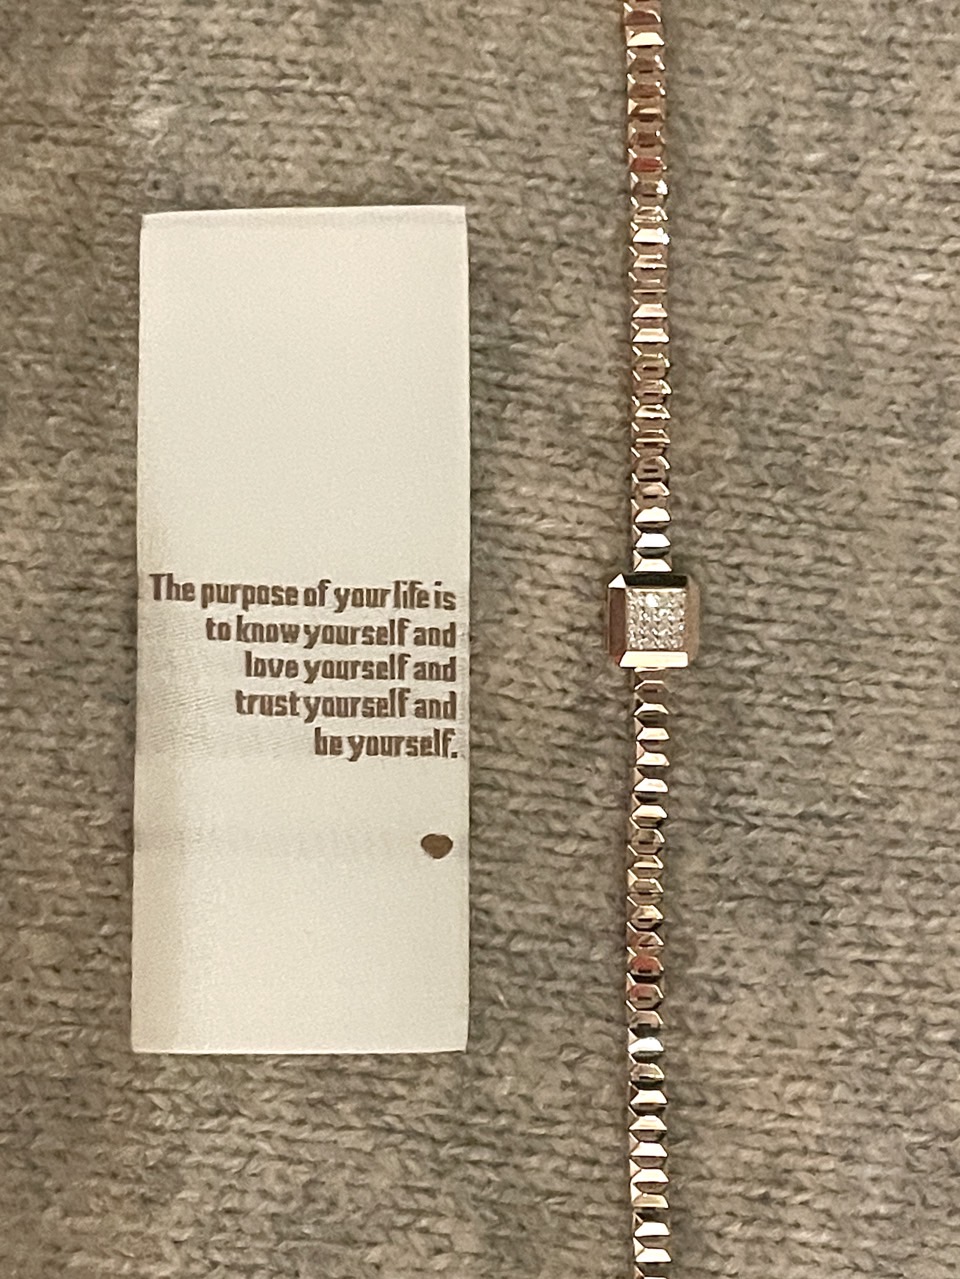 The purpose of your life is
to know yourself and
love yourself and
trust yourself and
be yourself.